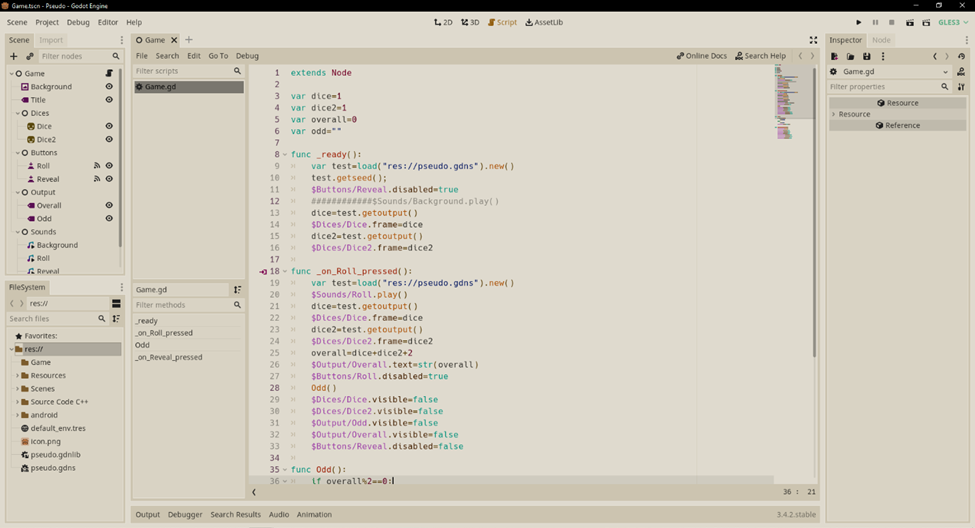 Game.tscn - Pseudo - Godot Engine
Scene Project Debug Editor Help
2D 3D Script AssetLib
GLES3
Scene Import
Filter nodes
Game
Background
Title
Dices
Dice
Dice2
Buttons
Roll
Reveal
Output
Overall
Odd
Sounds
Background
Roll
Reveal
FileSystem
res://
Search files
Favorites:
res://
Game
Resources
Scenes
Source Code C++
android
default_env.tres
icon.png
pseudo.gdnlib
pseudo.gdns
Game
File Search Edit Go To Debug
Online Docs Search Help
Filter scripts
Game.gd
Game.gd
Filter methods
_ready
_on_Roll_pressed
Odd
_on_Reveal_pressed
1 extends Node
2
3 var dice=1
4 var dice2=1
5 var overall=0
6 var odd=""
7
8 func _ready():
9 var test=load("res://pseudo.gdns").new()
10 test.getseed();
11 $Buttons/Reveal.disabled=true
12 ############$Sounds/Background.play()
13 dice=test.getoutput()
14 $Dices/Dice.frame=dice
15 dice2=test.getoutput()
16 $Dices/Dice2.frame=dice2
17
18 func _on_Roll_pressed():
19 var test=load("res://pseudo.gdns").new()
20 $Sounds/Roll.play()
21 dice=test.getoutput()
22 $Dices/Dice.frame=dice
23 dice2=test.getoutput()
24 $Dices/Dice2.frame=dice2
25 overall=dice+dice2+2
26 $Output/Overall.text=str(overall)
27 $Buttons/Roll.disabled=true
28 Odd()
29 $Dices/Dice.visible=false
30 $Dices/Dice2.visible=false
31 $Output/Odd.visible=false
32 $Output/Overall.visible=false
33 $Buttons/Reveal.disabled=false
34
35 func Odd():
36 if overall%2==0:
36 : 21
Output Debugger Search Results Audio Animation
3.4.2.stable
Inspector Node
Game.gd
Filter properties
Resource
Resource
Reference